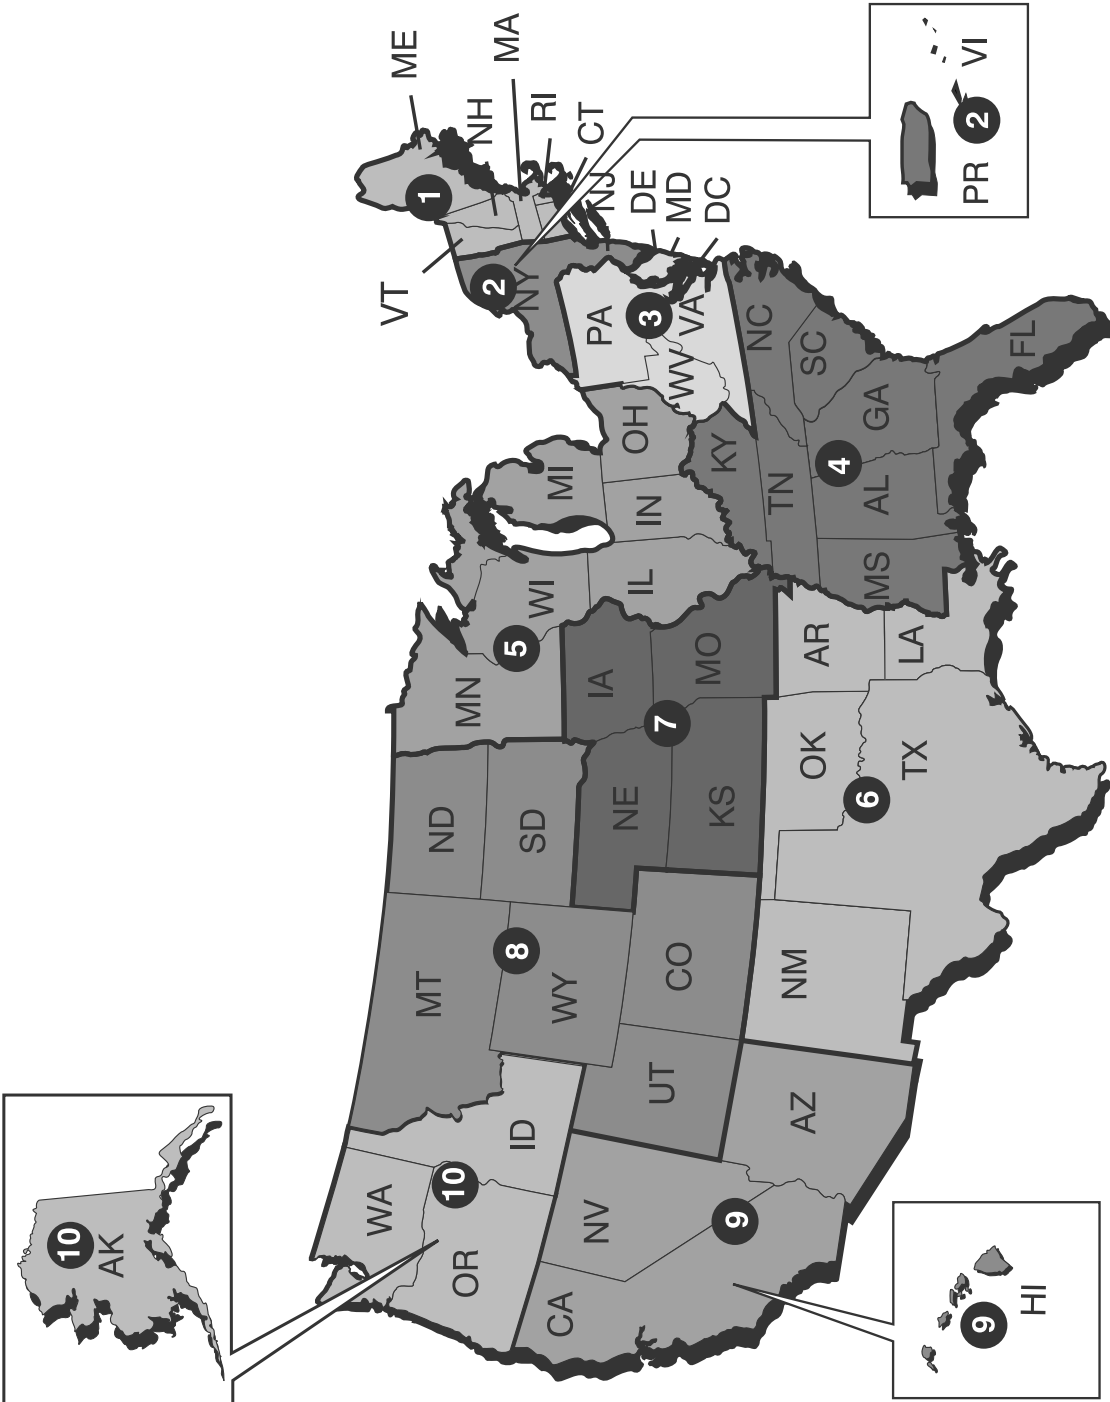 ME
1
NH
MA
RI
CT
VT
2
NY
NJ
DE
MD
DC
PR
2
VI
PA
3
VA
WV
NC
SC
FL
GA
4
AL
TN
KY
MS
OH
MI
IN
IL
WI
5
MN
IA
MO
7
NE
KS
AR
LA
OK
TX
6
NM
ND
SD
MT
8
WY
CO
UT
ID
10
WA
OR
NV
AZ
9
CA
10
AK
9
HI